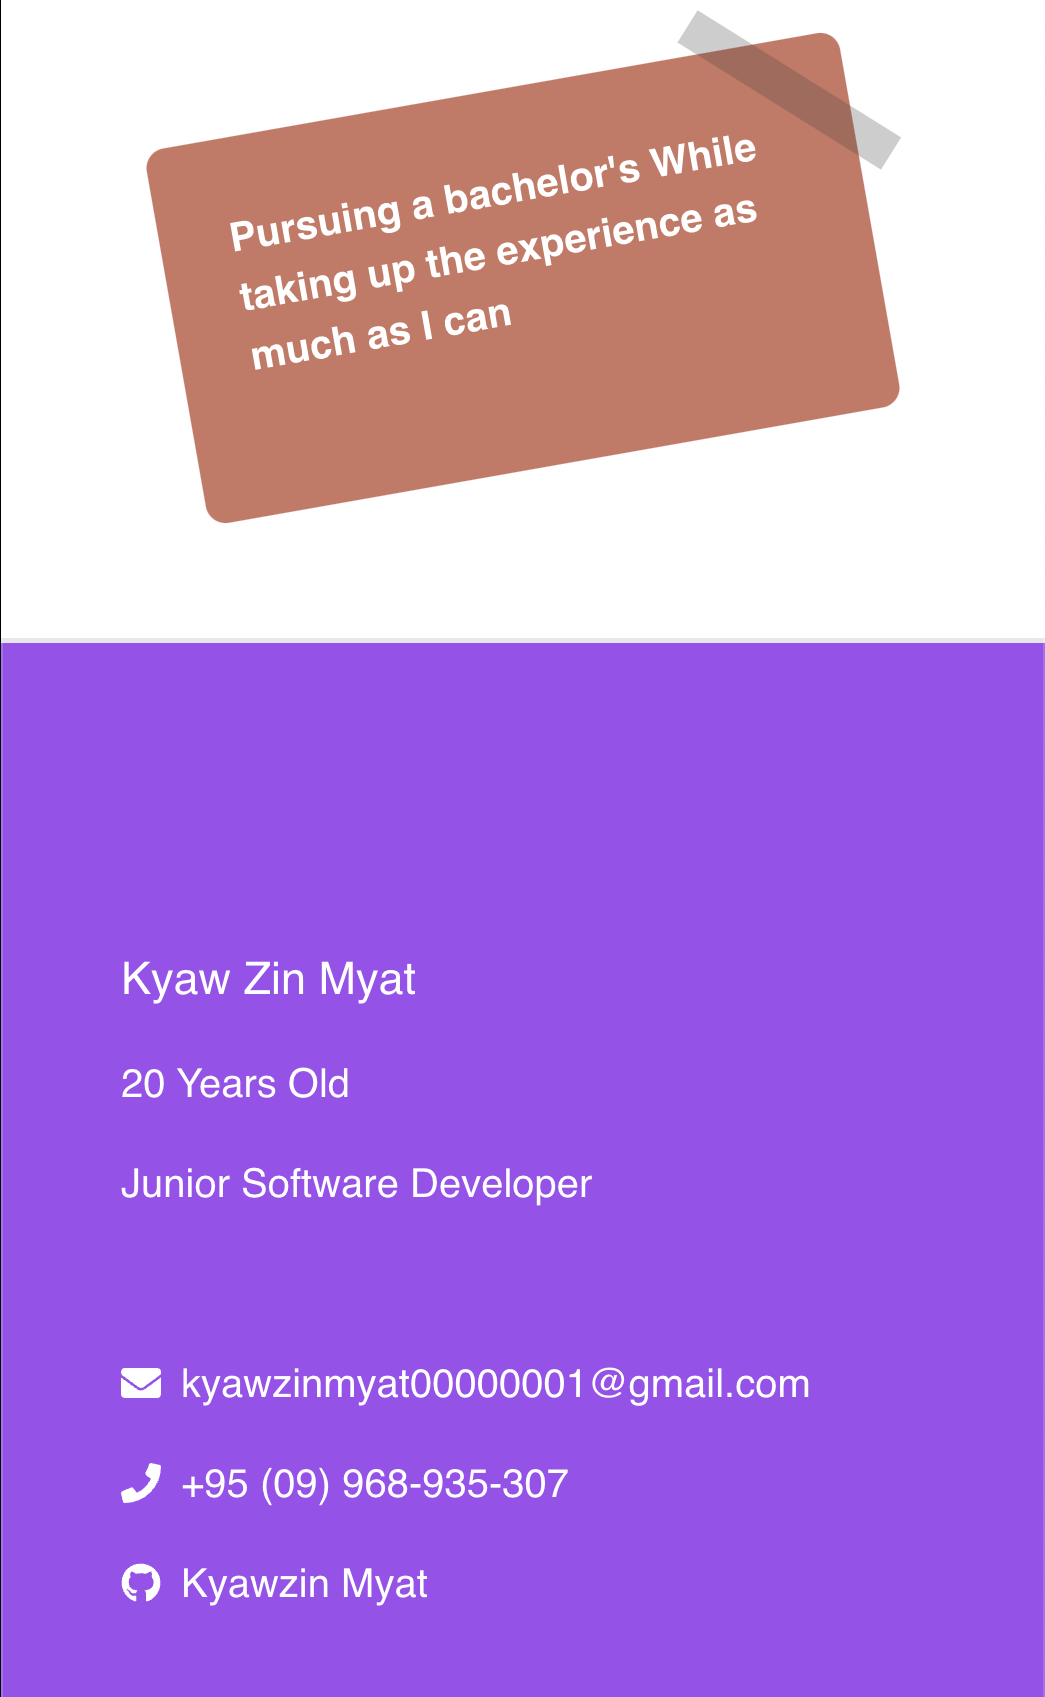 Pursuing a bachelor's While
taking up the experience as
much as I can
Kyaw Zin Myat
20 Years Old
Junior Software Developer
kyawzinmyat00000001@gmail.com
+95 (09) 968-935-307
Kyawzin Myat